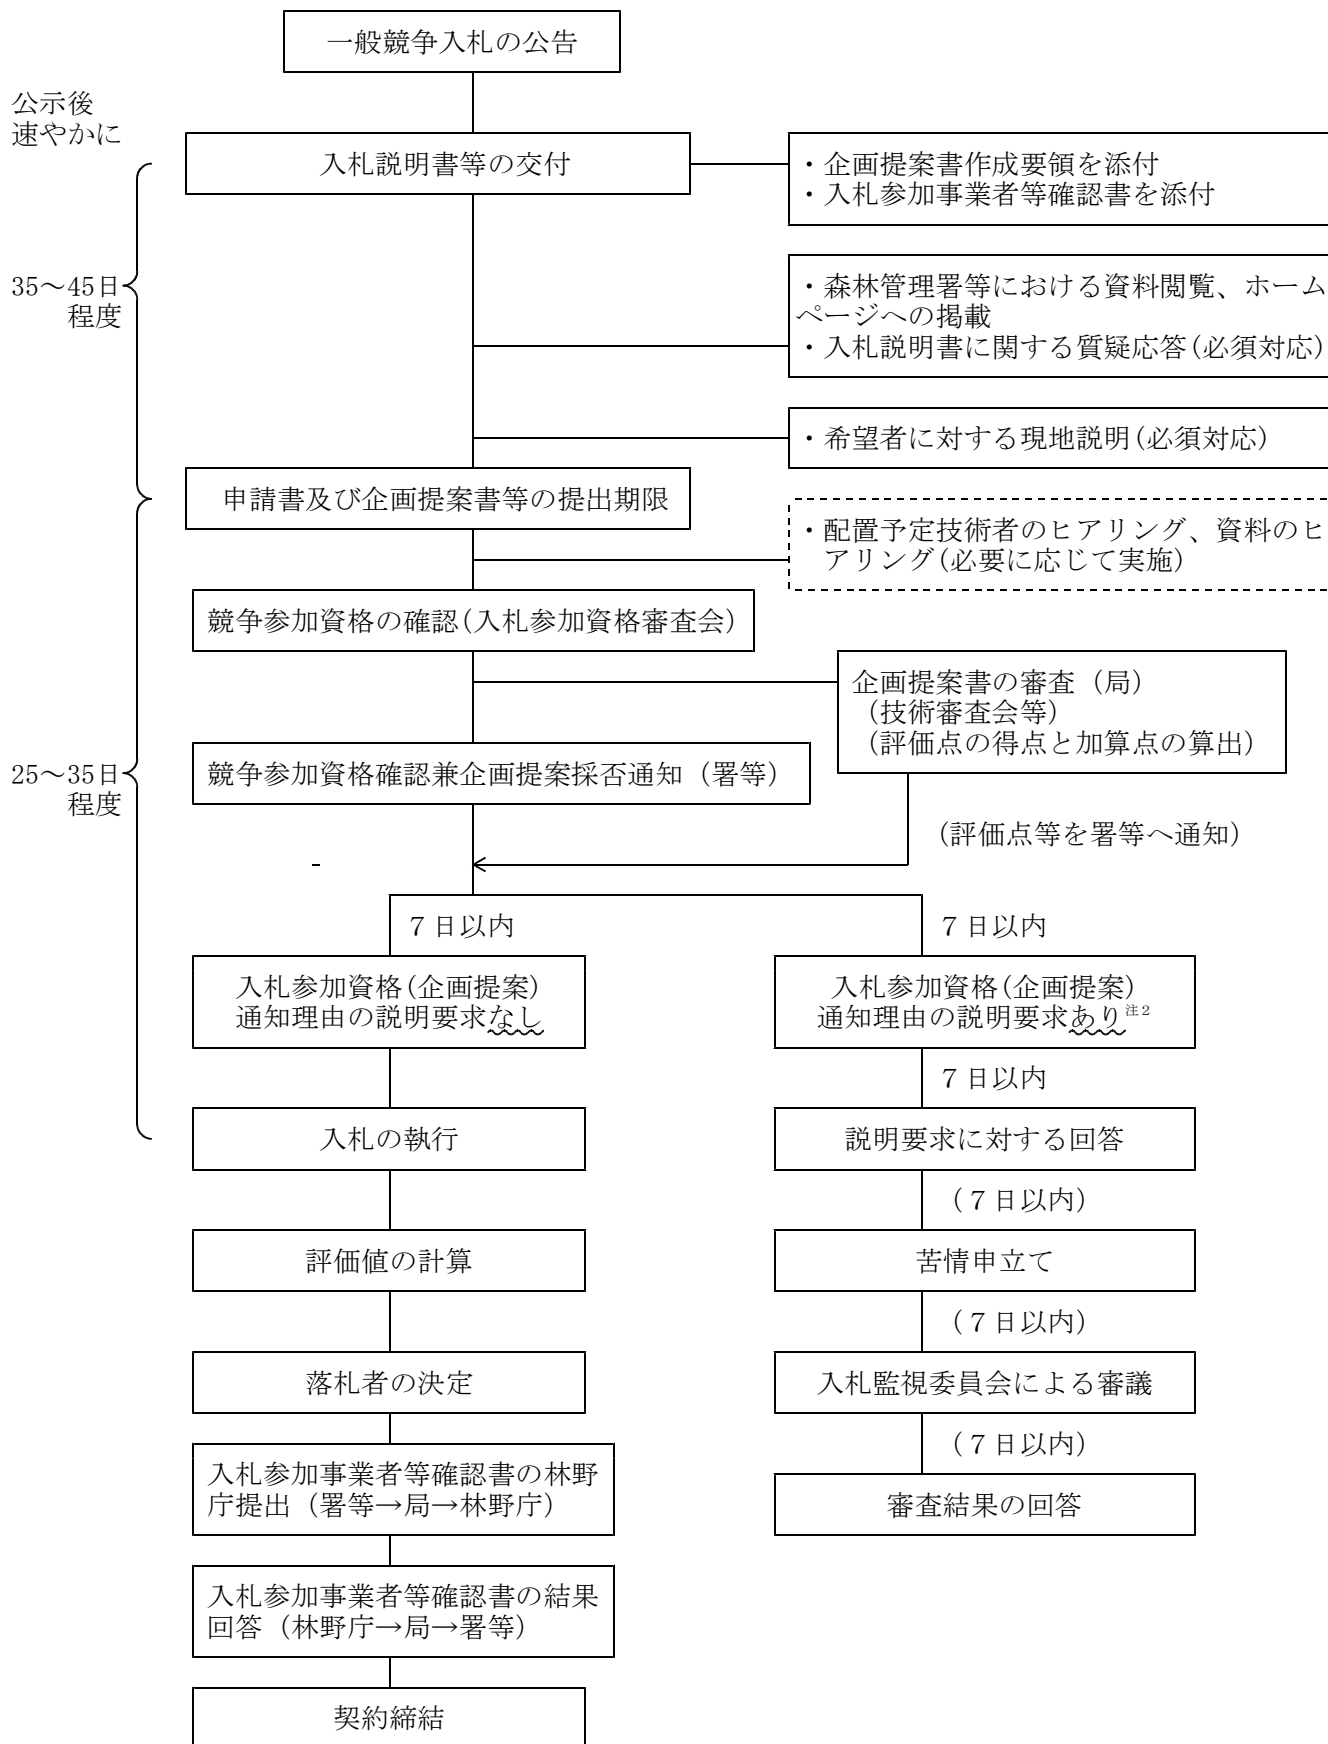 一般競争入札の公告
公示後
速やかに
入札説明書等の交付
・企画提案書作成要領を添付
・入札参加事業者等確認書を添付
35～45日
程度
・森林管理署等における資料閲覧、ホーム
ページへの掲載
・入札説明書に関する質疑応答(必須対応)
・希望者に対する現地説明(必須対応)
申請書及び企画提案書等の提出期限
・配置予定技術者のヒアリング、資料のヒ
アリング(必要に応じて実施)
競争参加資格の確認(入札参加資格審査会)
企画提案書の審査（局）
（技術審査会等）
（評価点の得点と加算点の算出）
25～35日
程度
競争参加資格確認兼企画提案採否通知（署等）
（評価点等を署等へ通知）
７日以内
７日以内
入札参加資格(企画提案)
通知理由の説明要求なし
入札参加資格(企画提案)
通知理由の説明要求あり注２
７日以内
入札の執行
説明要求に対する回答
（７日以内）
評価値の計算
苦情申立て
（７日以内）
落札者の決定
入札監視委員会による審議
（７日以内）
入札参加事業者等確認書の林野
庁提出（署等→局→林野庁）
審査結果の回答
入札参加事業者等確認書の結果
回答（林野庁→局→署等）
契約締結